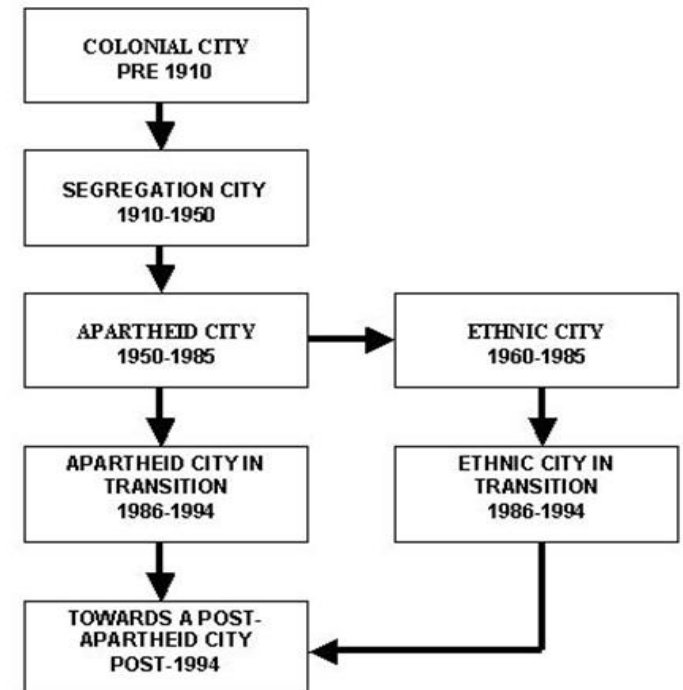 COLONIAL CITY
PRE 1910
SEGREGATION CITY
1910-1950
APARTHEID CITY
1950-1985
ETHNIC CITY
1960-1985
APARTHEID CITY IN
TRANSITION
1986-1994
ETHNIC CITY IN
TRANSITION
1986-1994
TOWARDS A POST-
APARTHEID CITY
POST-1994